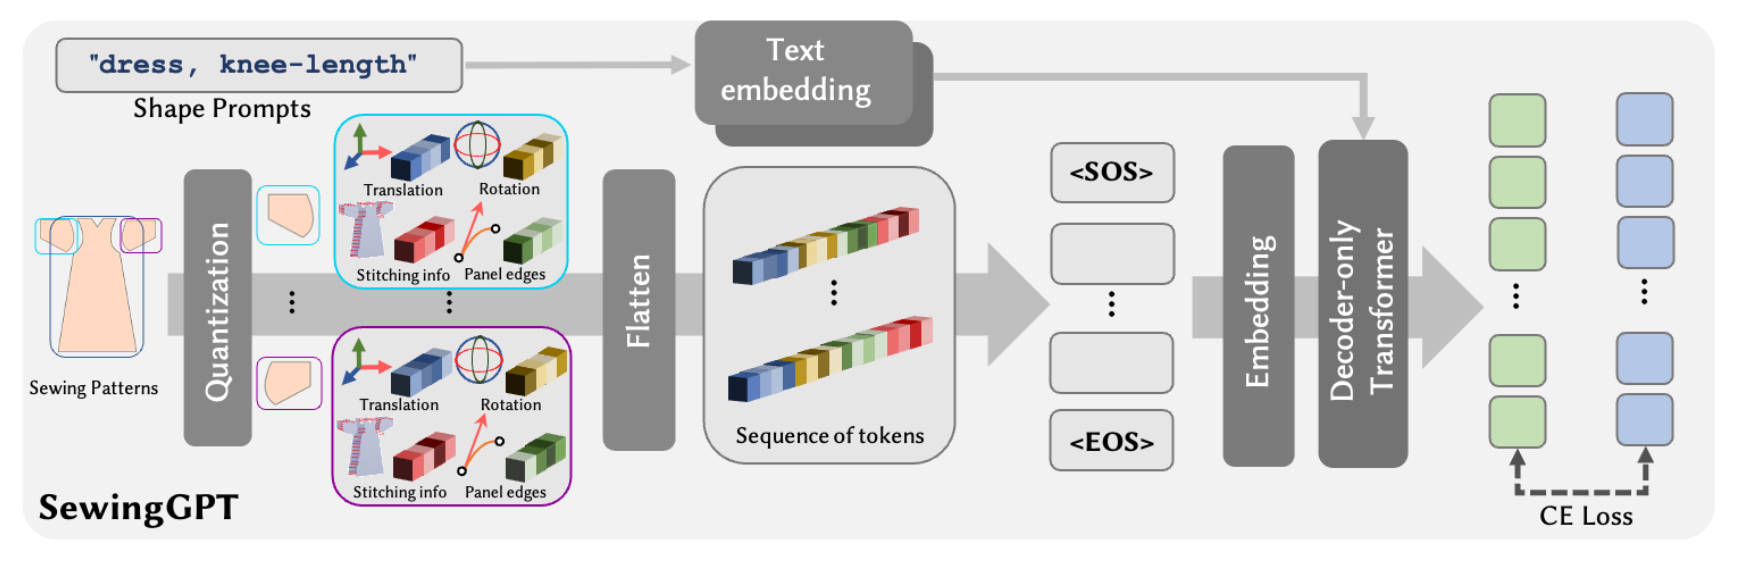 "dress, knee-length"
Shape Prompts
Text
embedding
Sewing Patterns
Quantization
Translation
Rotation
Stitching info
Panel edges
Translation
Rotation
Stitching info
Panel edges
Flatten
Sequence of tokens
<SOS>
<EOS>
Embedding
Decoder-only
Transformer
CE Loss
SewingGPT